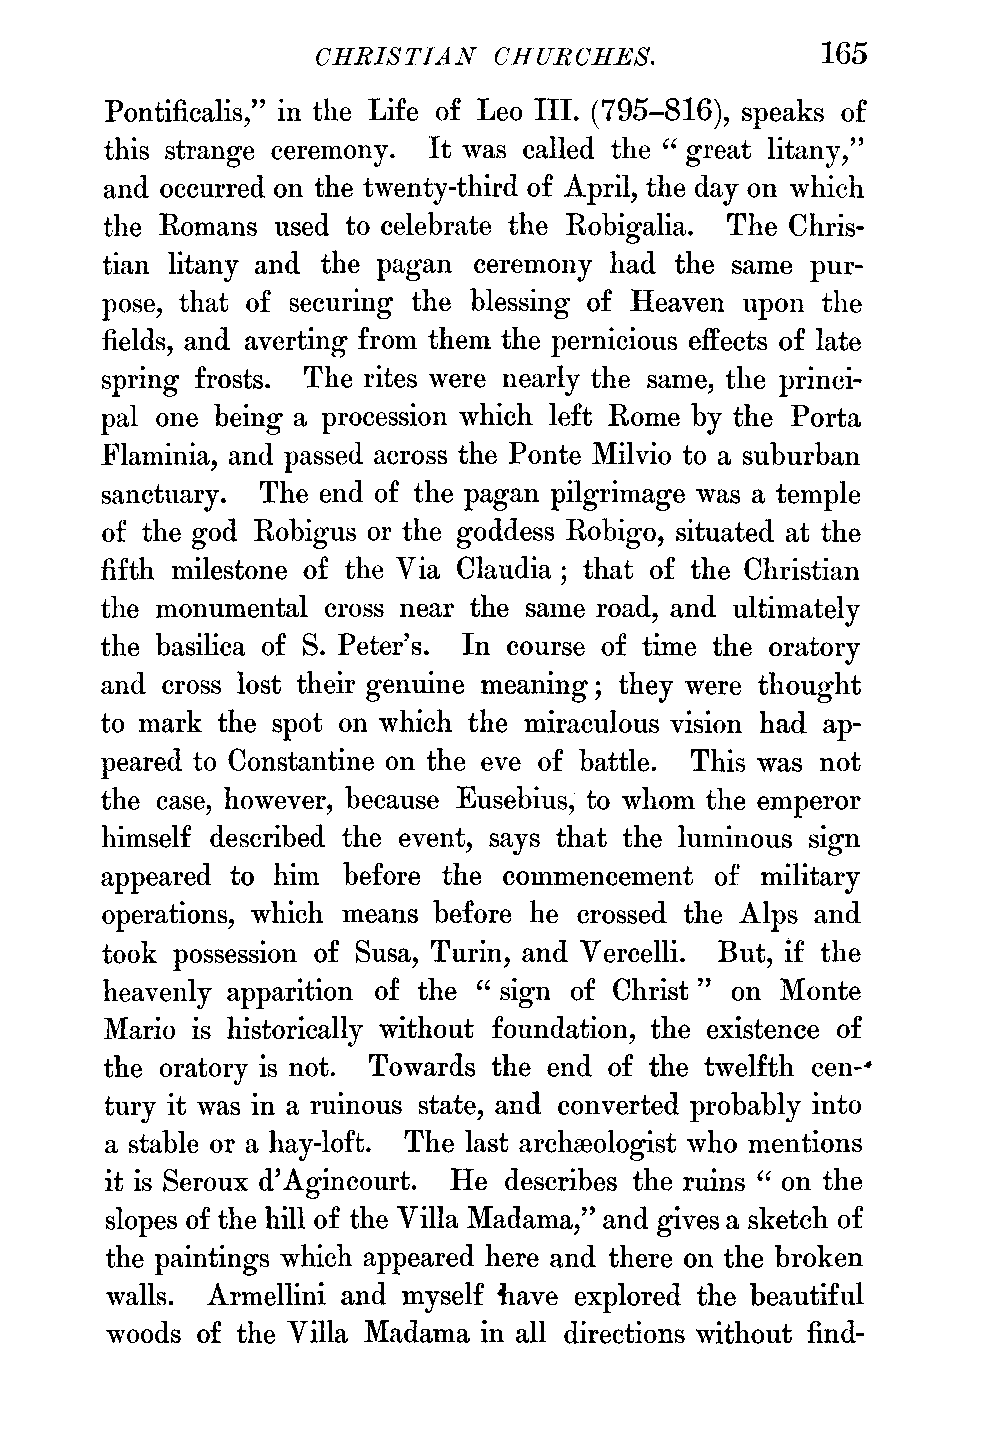 CHRISTIAN CHURCHES. 165
Pontificalis,” in the Life of Leo III. (795–816), speaks of
this strange ceremony. It was called the “ great litany,”
and occurred on the twenty-third of April, the day on which
the Romans used to celebrate the Robigalia. The Chris-
tian litany and the pagan ceremony had the same pur-
pose, that of securing the blessing of Heaven upon the
fields, and averting from them the pernicious effects of late
spring frosts. The rites were nearly the same, the princi-
pal one being a procession which left Rome by the Porta
Flaminia, and passed across the Ponte Milvio to a suburban
sanctuary. The end of the pagan pilgrimage was a temple
of the god Robigus or the goddess Robigo, situated at the
fifth milestone of the Via Claudia ; that of the Christian
the monumental cross near the same road, and ultimately
the basilica of S. Peter’s. In course of time the oratory
and cross lost their genuine meaning ; they were thought
to mark the spot on which the miraculous vision had ap-
peared to Constantine on the eve of battle. This was not
the case, however, because Eusebius, to whom the emperor
himself described the event, says that the luminous sign
appeared to him before the commencement of military
operations, which means before he crossed the Alps and
took possession of Susa, Turin, and Vercelli. But, if the
heavenly apparition of the “ sign of Christ ” on Monte
Mario is historically without foundation, the existence of
the oratory is not. Towards the end of the twelfth cen-
tury it was in a ruinous state, and converted probably into
a stable or a hay-loft. The last archæologist who mentions
it is Seroux d’Agincourt. He describes the ruins “ on the
slopes of the hill of the Villa Madama,” and gives a sketch of
the paintings which appeared here and there on the broken
walls. Armellini and myself have explored the beautiful
woods of the Villa Madama in all directions without find-